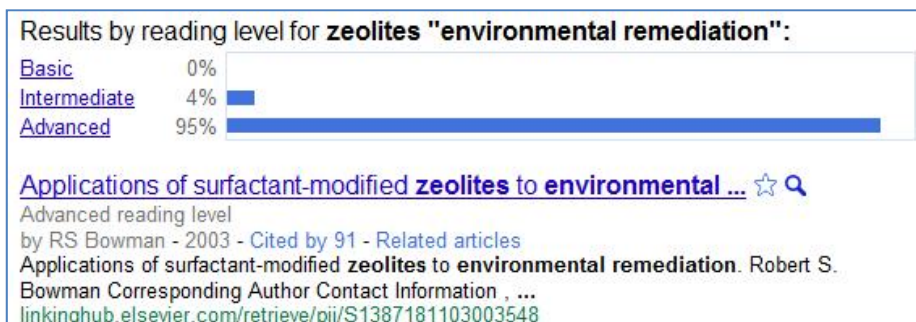 Results by reading level for zeolites "environmental remediation":
Basic 0%
Intermediate 4%
Advanced 95%
Applications of surfactant-modified zeolites to environmental ...
Advanced reading level
by RS Bowman - 2003 - Cited by 91 - Related articles
Applications of surfactant-modified zeolites to environmental remediation. Robert S.
Bowman Corresponding Author Contact Information , ...
linkinghub.elsevier.com/retrieve/pii/S1387181103003548